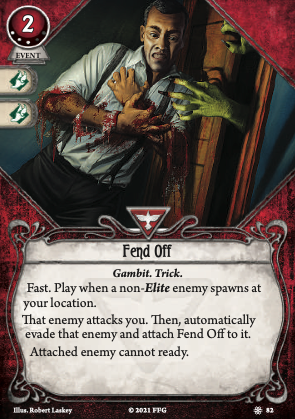 2
EVENT
Fend Off
Gambit. Trick.
Fast. Play when a non-Elite enemy spawns at
your location.
That enemy attacks you. Then, automatically
evade that enemy and attach Fend Off to it.
Attached enemy cannot ready.
Illus. Robert Laskey
© 2021 FFG
82